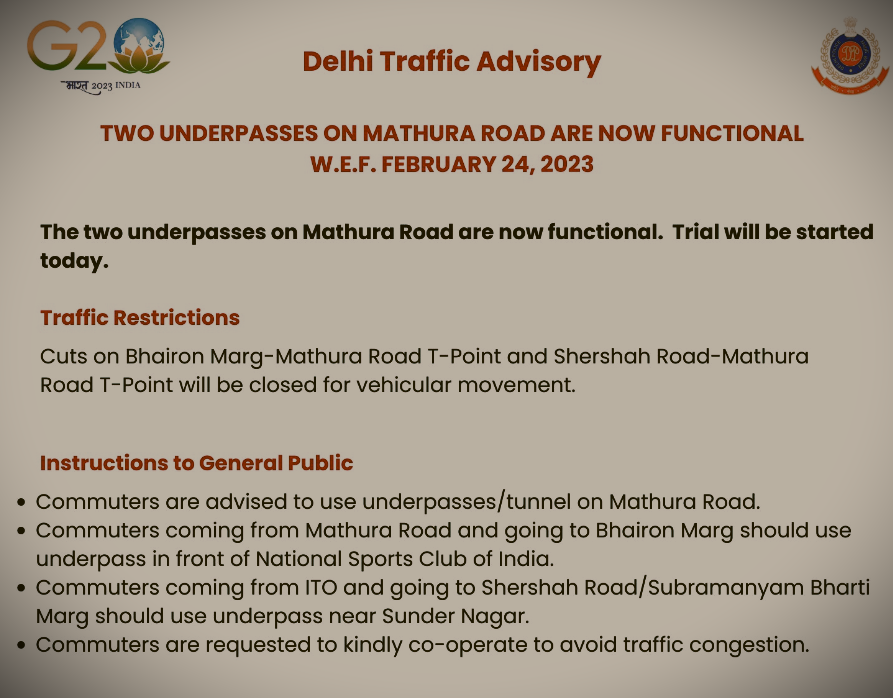 G20
भारत 2023 INDIA
Delhi Traffic Advisory
TWO UNDERPASSES ON MATHURA ROAD ARE NOW FUNCTIONAL
W.E.F. FEBRUARY 24, 2023
The two underpasses on Mathura Road are now functional. Trial will be started
today.
Traffic Restrictions
Cuts on Bhairon Marg-Mathura Road T-Point and Shershah Road-Mathura
Road T-Point will be closed for vehicular movement.
Instructions to General Public
• Commuters are advised to use underpasses/tunnel on Mathura Road.
• Commuters coming from Mathura Road and going to Bhairon Marg should use
underpass in front of National Sports Club of India.
• Commuters coming from ITO and going to Shershah Road/Subramanyam Bharti
Marg should use underpass near Sunder Nagar.
• Commuters are requested to kindly co-operate to avoid traffic congestion.